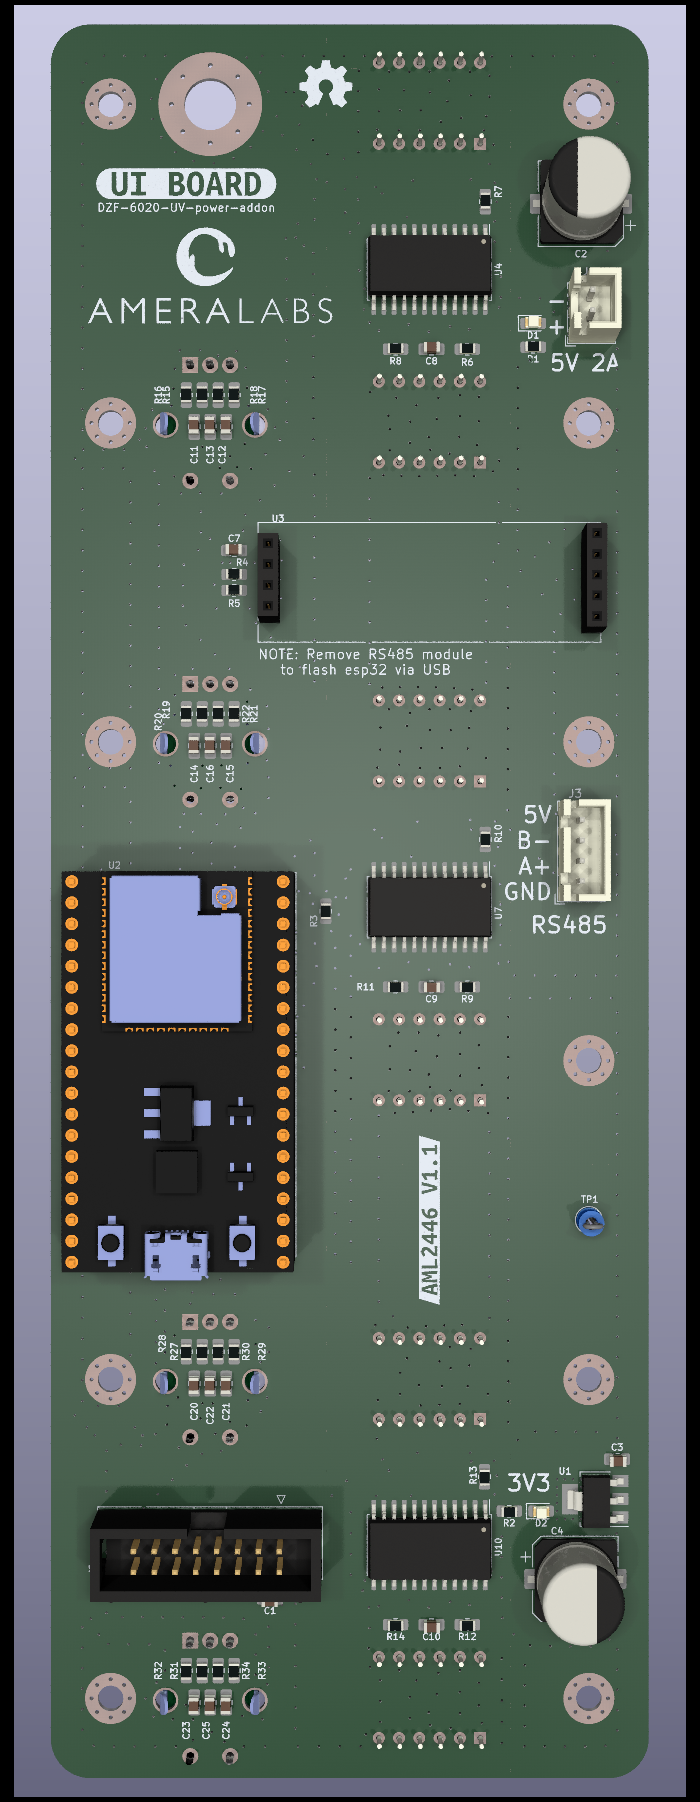 UI BOARD
DZF-6020-UV-power-addon
AMERALABS
R7
C2
+
U4
-
+
D1
5V 2A
R8
C8
R6
R16
R15
R18
R17
C11
C13
C12
U3
C7
R4
R5
NOTE: Remove RS485 module
to flash esp32 via USB
R20
R19
R22
R21
C14
C16
C15
J3
5V
B-
A+
GND
RS485
R10
U7
U2
R3
R11
C9
R9
AML2446 V1.1
TP1
R28
R27
R30
R29
C20
C22
C21
C3
U1
R13
3V3
R2
D2
C4
+
U10
C1
R14
C10
R12
R32
R31
R34
R33
C23
C25
C24